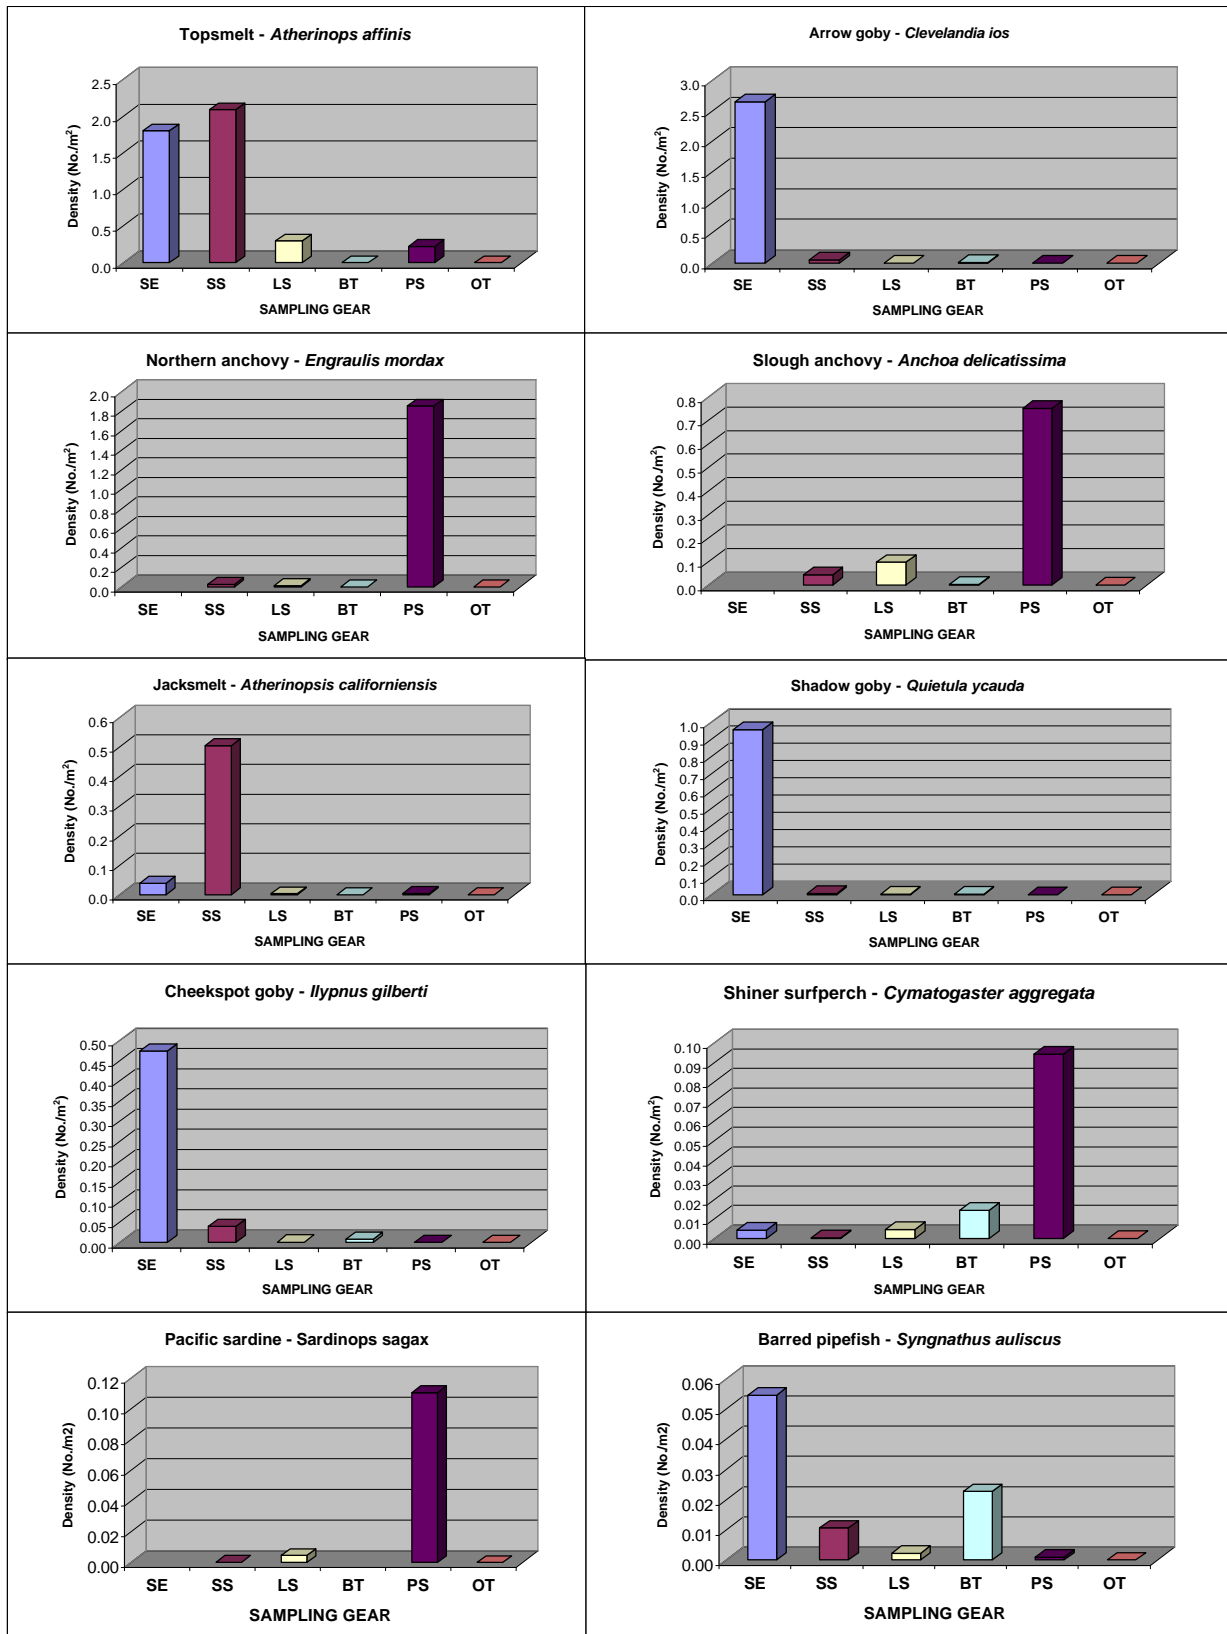 Topsmelt - Atherinops affinis
Density (No./m²)
2.5
2.0
1.5
1.0
0.5
0.0
SE SS LS BT PS OT
SAMPLING GEAR
Arrow goby - Clevelandia ios
Density (No./m²)
3.0
2.5
2.0
1.5
1.0
0.5
0.0
SE SS LS BT PS OT
SAMPLING GEAR
Northern anchovy - Engraulis mordax
Density (No./m²)
2.0
1.8
1.6
1.4
1.2
1.0
0.8
0.6
0.4
0.2
0.0
SE SS LS BT PS OT
SAMPLING GEAR
Slough anchovy - Anchoa delicatissima
Density (No./m²)
0.8
0.7
0.6
0.5
0.4
0.3
0.2
0.1
0.0
SE SS LS BT PS OT
SAMPLING GEAR
Jacksmelt - Atherinopsis californiensis
Density (No./m²)
0.6
0.5
0.4
0.3
0.2
0.1
0.0
SE SS LS BT PS OT
SAMPLING GEAR
Shadow goby - Quietula ycauda
Density (No./m²)
1.0
0.9
0.8
0.7
0.6
0.5
0.4
0.3
0.2
0.1
0.0
SE SS LS BT PS OT
SAMPLING GEAR
Cheekspot goby - Ilypnus gilberti
Density (No./m²)
0.50
0.45
0.40
0.35
0.30
0.25
0.20
0.15
0.10
0.05
0.00
SE SS LS BT PS OT
SAMPLING GEAR
Shiner surfperch - Cymatogaster aggregata
Density (No./m²)
0.10
0.09
0.08
0.07
0.06
0.05
0.04
0.03
0.02
0.01
0.00
SE SS LS BT PS OT
SAMPLING GEAR
Pacific sardine - Sardinops sagax
Density (No./m2)
0.12
0.10
0.08
0.06
0.04
0.02
0.00
SE SS LS BT PS OT
SAMPLING GEAR
Barred pipefish - Syngnathus auliscus
Density (No./m2)
0.06
0.05
0.04
0.03
0.02
0.01
0.00
SE SS LS BT PS OT
SAMPLING GEAR